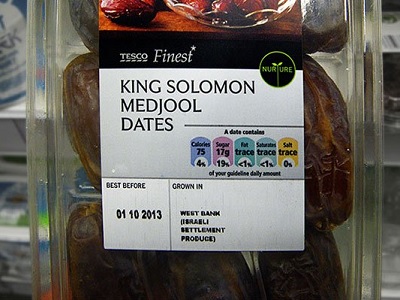 TESCO Finest*
NURTURE
KING SOLOMON
MEDJOOL
DATES
A date contains
Calories Sugar Fat Saturates Salt
75 17g trace trace trace
4% 19% <1% <1% 0%
of your guideline daily amount
BEST BEFORE GROWN IN
01 10 2013
WEST BANK
(ISRAELI
SETTLEMENT
PRODUCE)